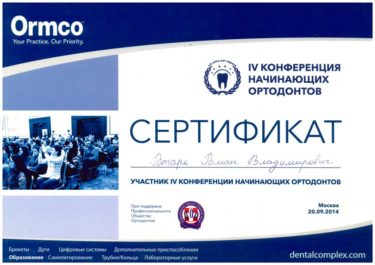 Ormco
Your Practice. Our Priority.
IV КОНФЕРЕНЦИЯ
НАЧИНАЮЩИХ
ОРТОДОНТОВ
СЕРТИФИКАТ
Роман Владимирович
УЧАСТНИК IV КОНФЕРЕНЦИИ НАЧИНАЮЩИХ ОРТОДОНТОВ
При поддержке
Профессионального
Общества
Ортодонтов
Москва
20.09.2014
Брекеты Дуги Цифровые системы Дополнительные приспособления
Образование Самолигирование Трубки/Кольца Лабораторные услуги
dentalcomplex.com